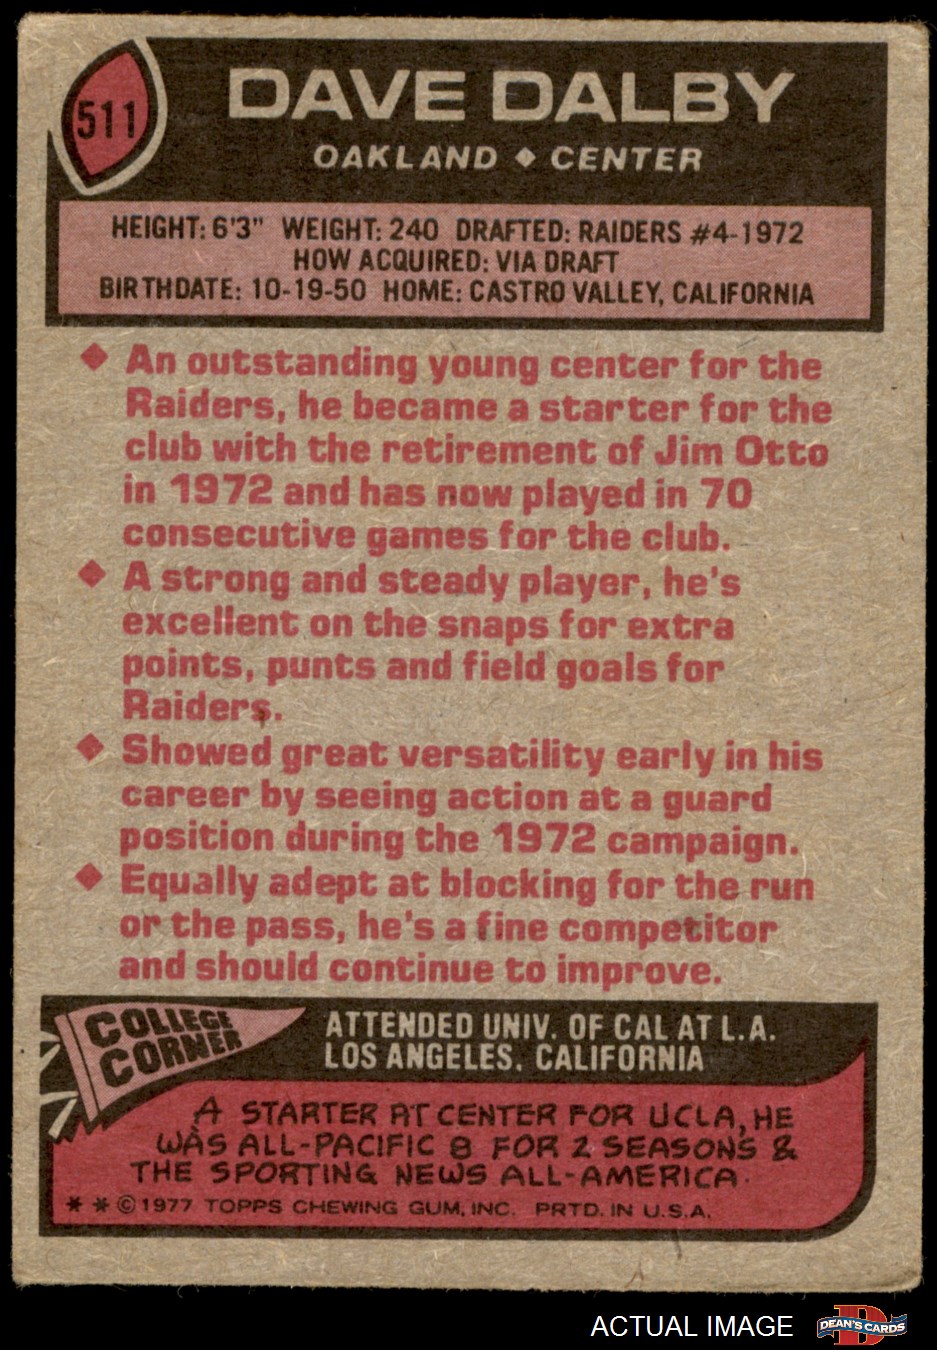 511
DAVE DALBY
OAKLAND ◆ CENTER
HEIGHT: 6'3" WEIGHT: 240 DRAFTED: RAIDERS #4-1972
HOW ACQUIRED: VIA DRAFT
BIRTHDATE: 10-19-50 HOME: CASTRO VALLEY, CALIFORNIA
◆ An outstanding young center for the
Raiders, he became a starter for the
club with the retirement of Jim Otto
in 1972 and has now played in 70
consecutive games for the club.
◆ A strong and steady player, he's
excellent on the snaps for extra
points, punts and field goals for
Raiders.
◆ Showed great versatility early in his
career by seeing action at a guard
position during the 1972 campaign.
◆ Equally adept at blocking for the run
or the pass, he's a fine competitor
and should continue to improve.
COLLEGE
CORNER
ATTENDED UNIV. OF CAL AT L.A.
LOS ANGELES, CALIFORNIA
A STARTER AT CENTER FOR UCLA, HE
WAS ALL-PACIFIC 8 FOR 2 SEASONS &
THE SPORTING NEWS ALL-AMERICA.
* * © 1977 TOPPS CHEWING GUM, INC. PRTD. IN U.S.A.
ACTUAL IMAGE
D
DEAN'S CARDS